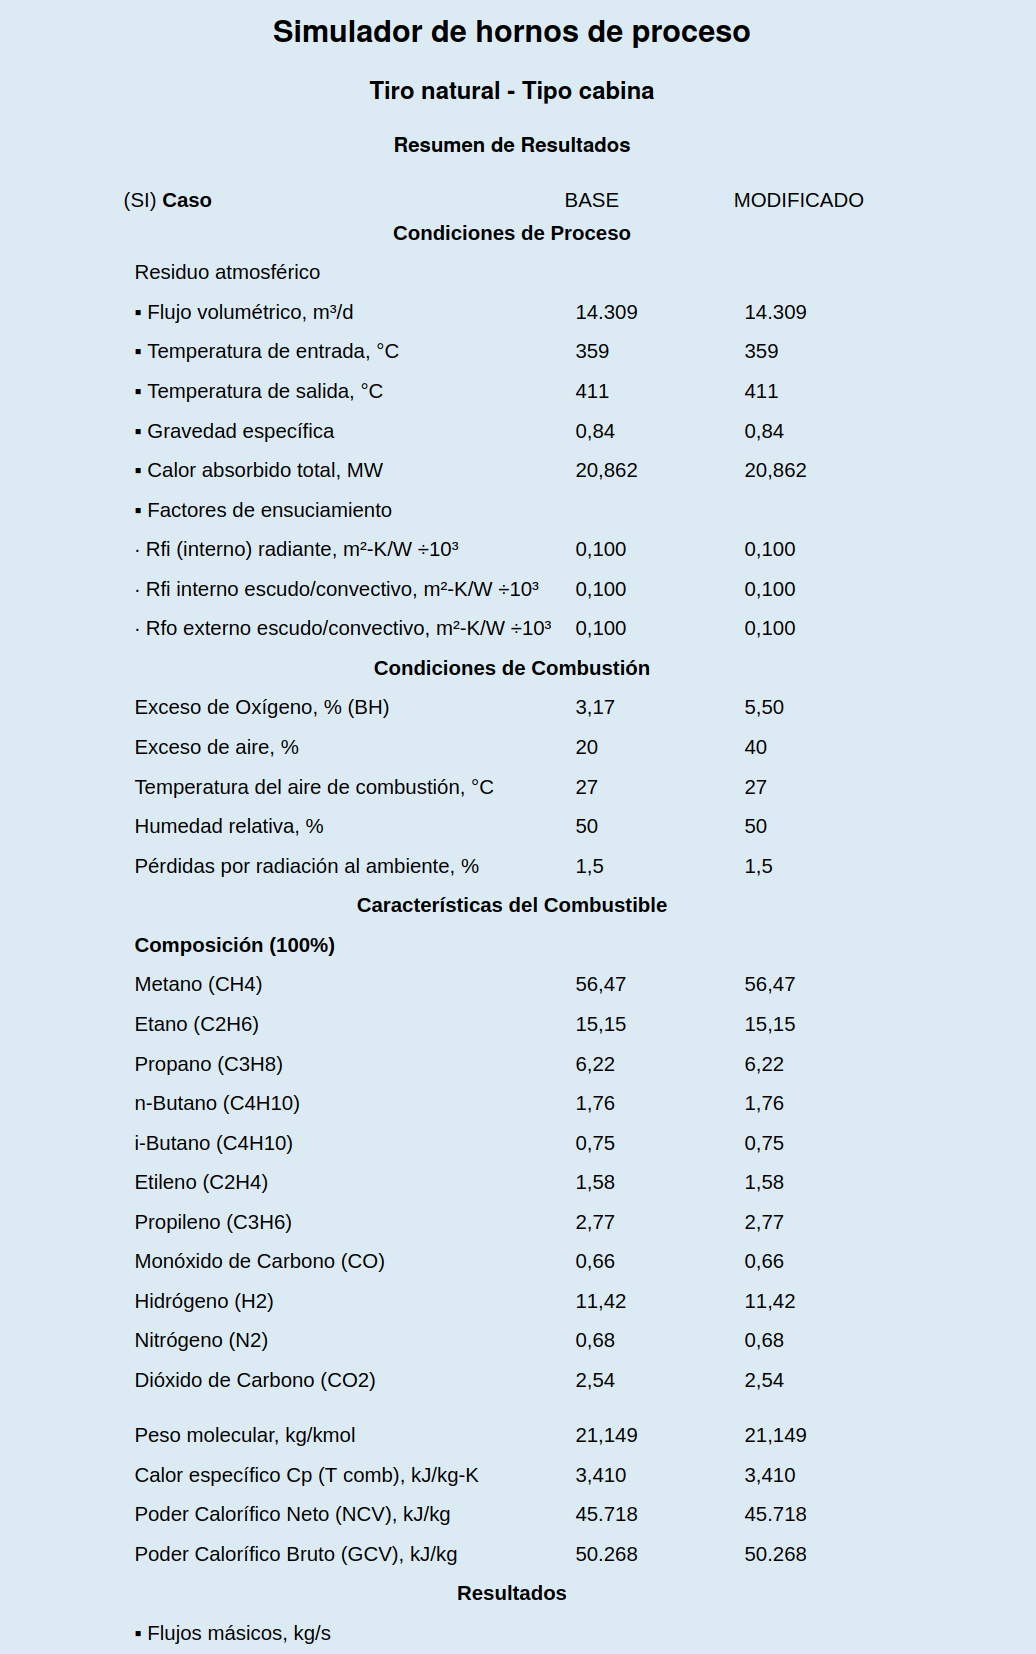 Simulador de hornos de proceso
Tiro natural - Tipo cabina
Resumen de Resultados
(SI) Caso BASE MODIFICADO
Condiciones de Proceso
Residuo atmosférico
▪ Flujo volumétrico, m³/d 14.309 14.309
▪ Temperatura de entrada, °C 359 359
▪ Temperatura de salida, °C 411 411
▪ Gravedad específica 0,84 0,84
▪ Calor absorbido total, MW 20,862 20,862
▪ Factores de ensuciamiento
· Rfi (interno) radiante, m²-K/W ÷10³ 0,100 0,100
· Rfi interno escudo/convectivo, m²-K/W ÷10³ 0,100 0,100
· Rfo externo escudo/convectivo, m²-K/W ÷10³ 0,100 0,100
Condiciones de Combustión
Exceso de Oxígeno, % (BH) 3,17 5,50
Exceso de aire, % 20 40
Temperatura del aire de combustión, °C 27 27
Humedad relativa, % 50 50
Pérdidas por radiación al ambiente, % 1,5 1,5
Características del Combustible
Composición (100%)
Metano (CH4) 56,47 56,47
Etano (C2H6) 15,15 15,15
Propano (C3H8) 6,22 6,22
n-Butano (C4H10) 1,76 1,76
i-Butano (C4H10) 0,75 0,75
Etileno (C2H4) 1,58 1,58
Propileno (C3H6) 2,77 2,77
Monóxido de Carbono (CO) 0,66 0,66
Hidrógeno (H2) 11,42 11,42
Nitrógeno (N2) 0,68 0,68
Dióxido de Carbono (CO2) 2,54 2,54
Peso molecular, kg/kmol 21,149 21,149
Calor específico Cp (T comb), kJ/kg-K 3,410 3,410
Poder Calorífico Neto (NCV), kJ/kg 45.718 45.718
Poder Calorífico Bruto (GCV), kJ/kg 50.268 50.268
Resultados
▪ Flujos másicos, kg/s